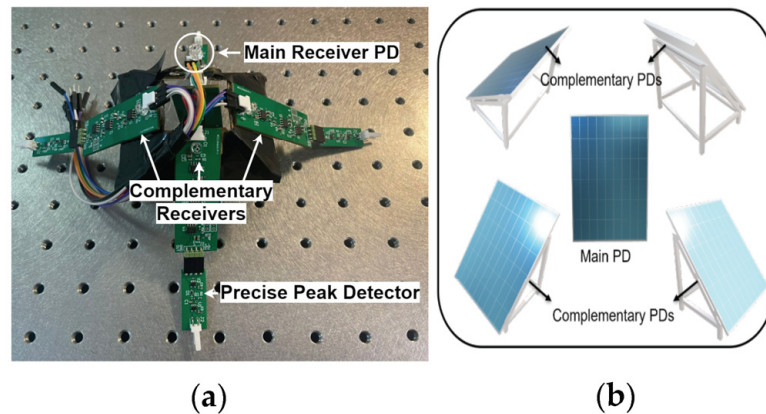 Main Receiver PD
Complementary
Receivers
Precise Peak Detector
Complementary PDs
Main PD
Complementary PDs
(a)
(b)